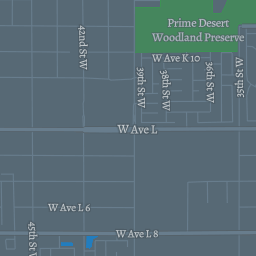 Prime Desert
Woodland Preserve
42nd St W
W Ave K 10
39th St W
38th St W
36th St W
35th St W
W Ave L
W Ave L 6
45th St W
W Ave L 8